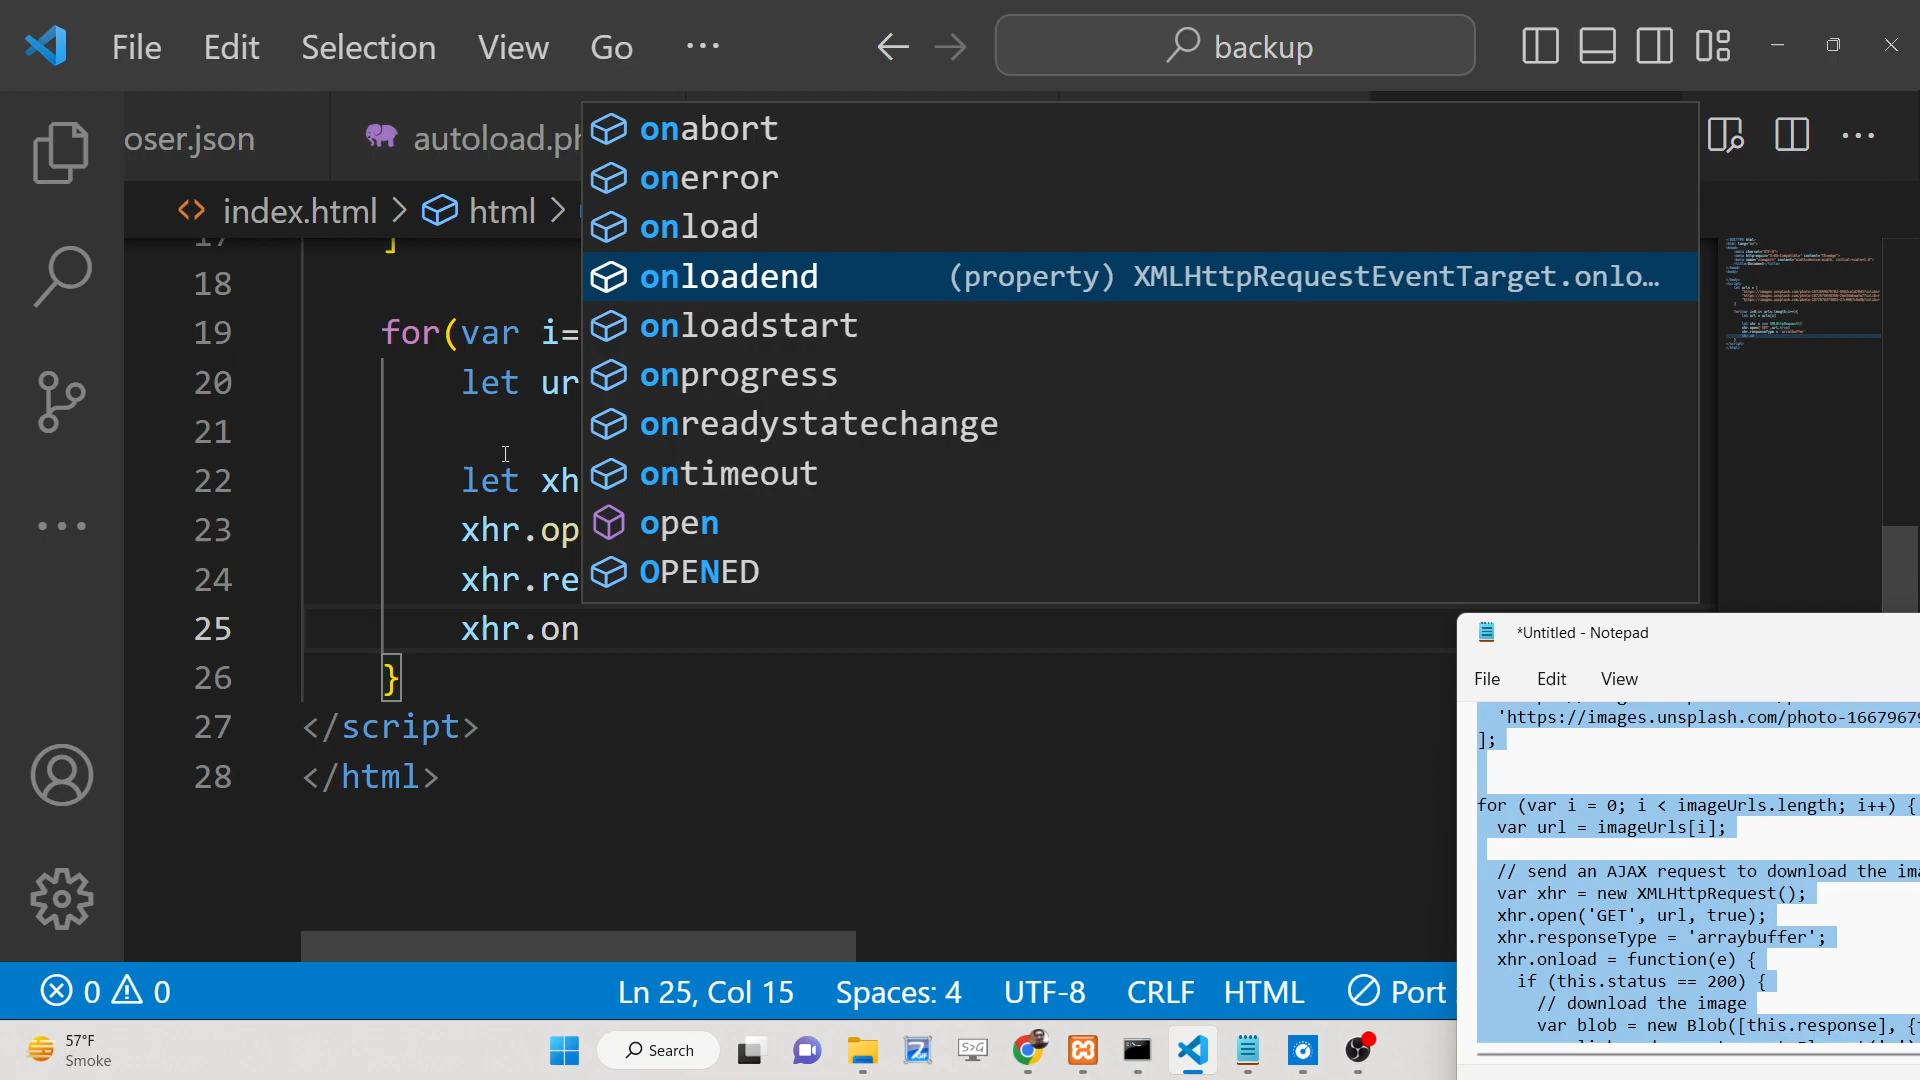 File Edit Selection View Go ··· backup
oser.json autoload.ph
index.html > html >
onabort
onerror
onload
onloadend (property) XMLHttpRequestEventTarget.onlo…
onloadstart
onprogress
onreadystatechange
ontimeout
open
OPENED
17 ]
18
19 for(var i=
20 let ur
21
22 let xh
23 xhr.op
24 xhr.re
25 xhr.on
26 }
27 </script>
28 </html>
*Untitled - Notepad
File Edit View
'https://images.unsplash.com/photo-1667967
];
for (var i = 0; i < imageUrls.length; i++) {
var url = imageUrls[i];
// send an AJAX request to download the ima
var xhr = new XMLHttpRequest();
xhr.open('GET', url, true);
xhr.responseType = 'arraybuffer';
xhr.onload = function(e) {
if (this.status == 200) {
// download the image
var blob = new Blob([this.response], {
0 0 Ln 25, Col 15 Spaces: 4 UTF-8 CRLF HTML Port
57°F
Smoke
Search